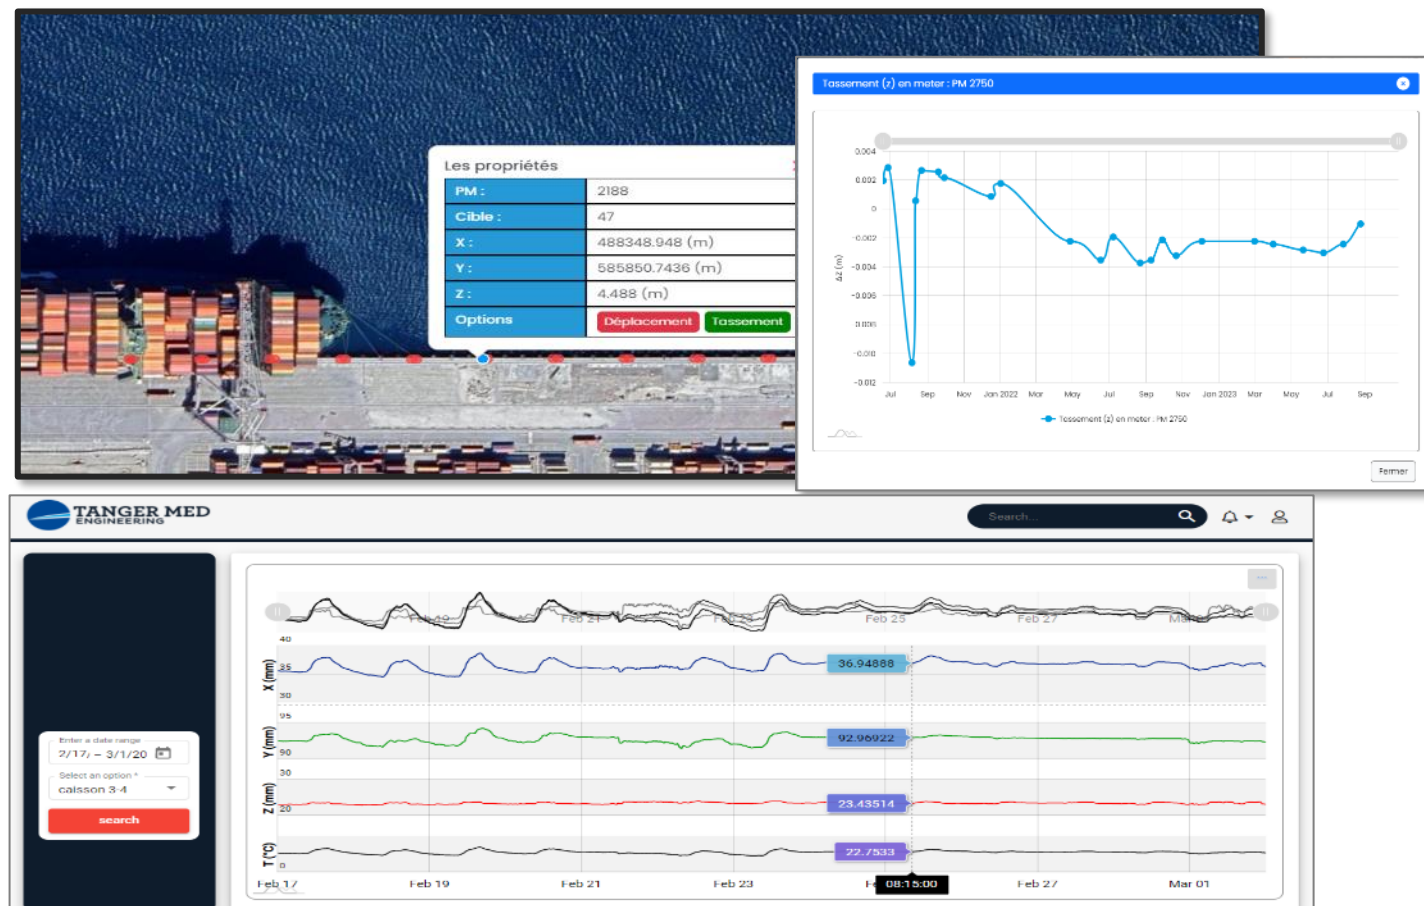 Les propriétés
PM : 2188
Cible : 47
X : 488348.948 (m)
Y : 585850.7436 (m)
Z : 4.488 (m)
Options Déplacement Tassement
Tassement (z) en meter : PM 2750
0.004
0.002
0
-0.002
-0.004
-0.006
0.008
-0.010
-0.012
ΔZ (m)
Jul Sep Nov Jan 2022 Mar May Jul Sep Nov Jan 2023 Mar May Jul Sep
Tassement (z) en meter : PM 2750
Fermer
TANGER MED
ENGINEERING
Search...
Enter a date range
2/17/ – 3/1/20
Select an option *
caisson 3-4
search
Feb 19 Feb 21 Feb 23 Feb 25 Feb 27
40
X (mm)
35
36.94888
30
95
Y (mm)
92.96922
90
30
Z (mm)
23.43514
20
T (°C)
22.7533
0
Feb 17 Feb 19 Feb 21 Feb 23 08:15:00 Feb 27 Mar 01